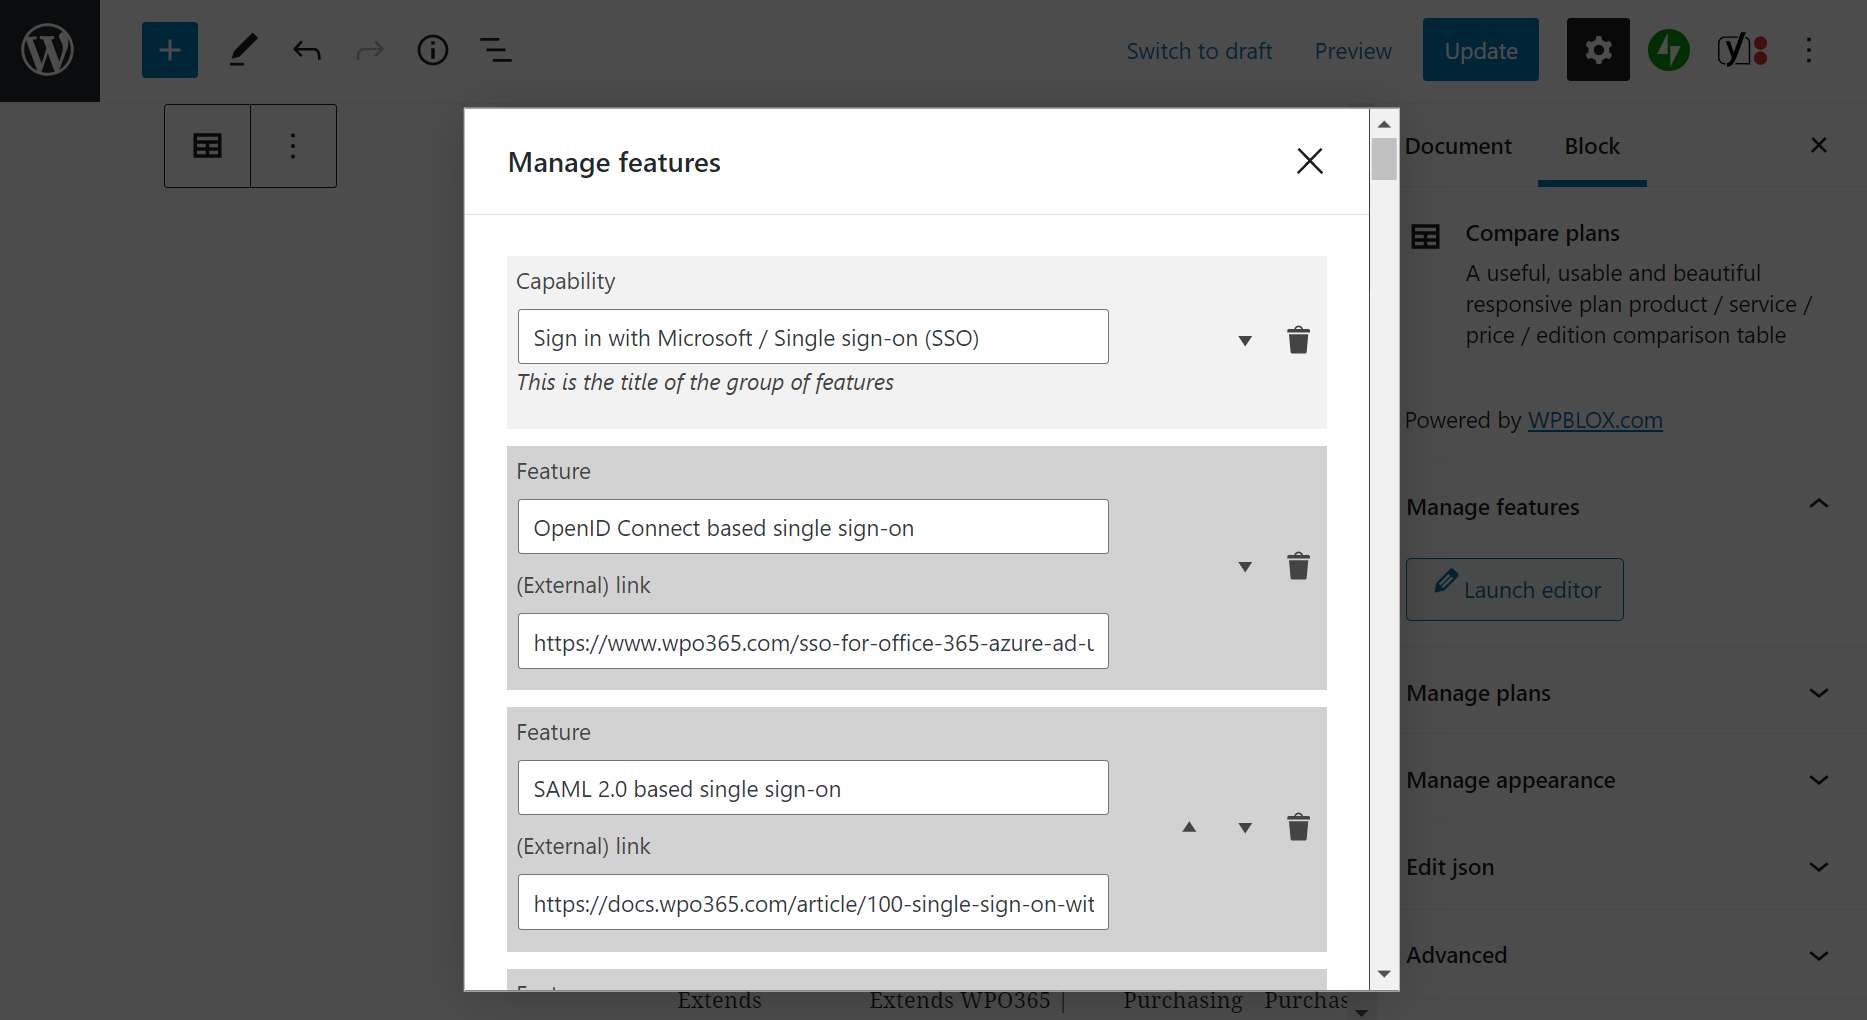 Switch to draft
Preview
Update
Manage features
Capability
Sign in with Microsoft / Single sign-on (SSO)
This is the title of the group of features
Feature
OpenID Connect based single sign-on
(External) link
https://www.wpo365.com/sso-for-office-365-azure-ad-u
Feature
SAML 2.0 based single sign-on
(External) link
https://docs.wpo365.com/article/100-single-sign-on-wit
Extends
Extends WPO365 |
Purchasing
Purchas
Document
Block
Compare plans
A useful, usable and beautiful
responsive plan product / service /
price / edition comparison table
Powered by WPBLOX.com
Manage features
Launch editor
Manage plans
Manage appearance
Edit json
Advanced